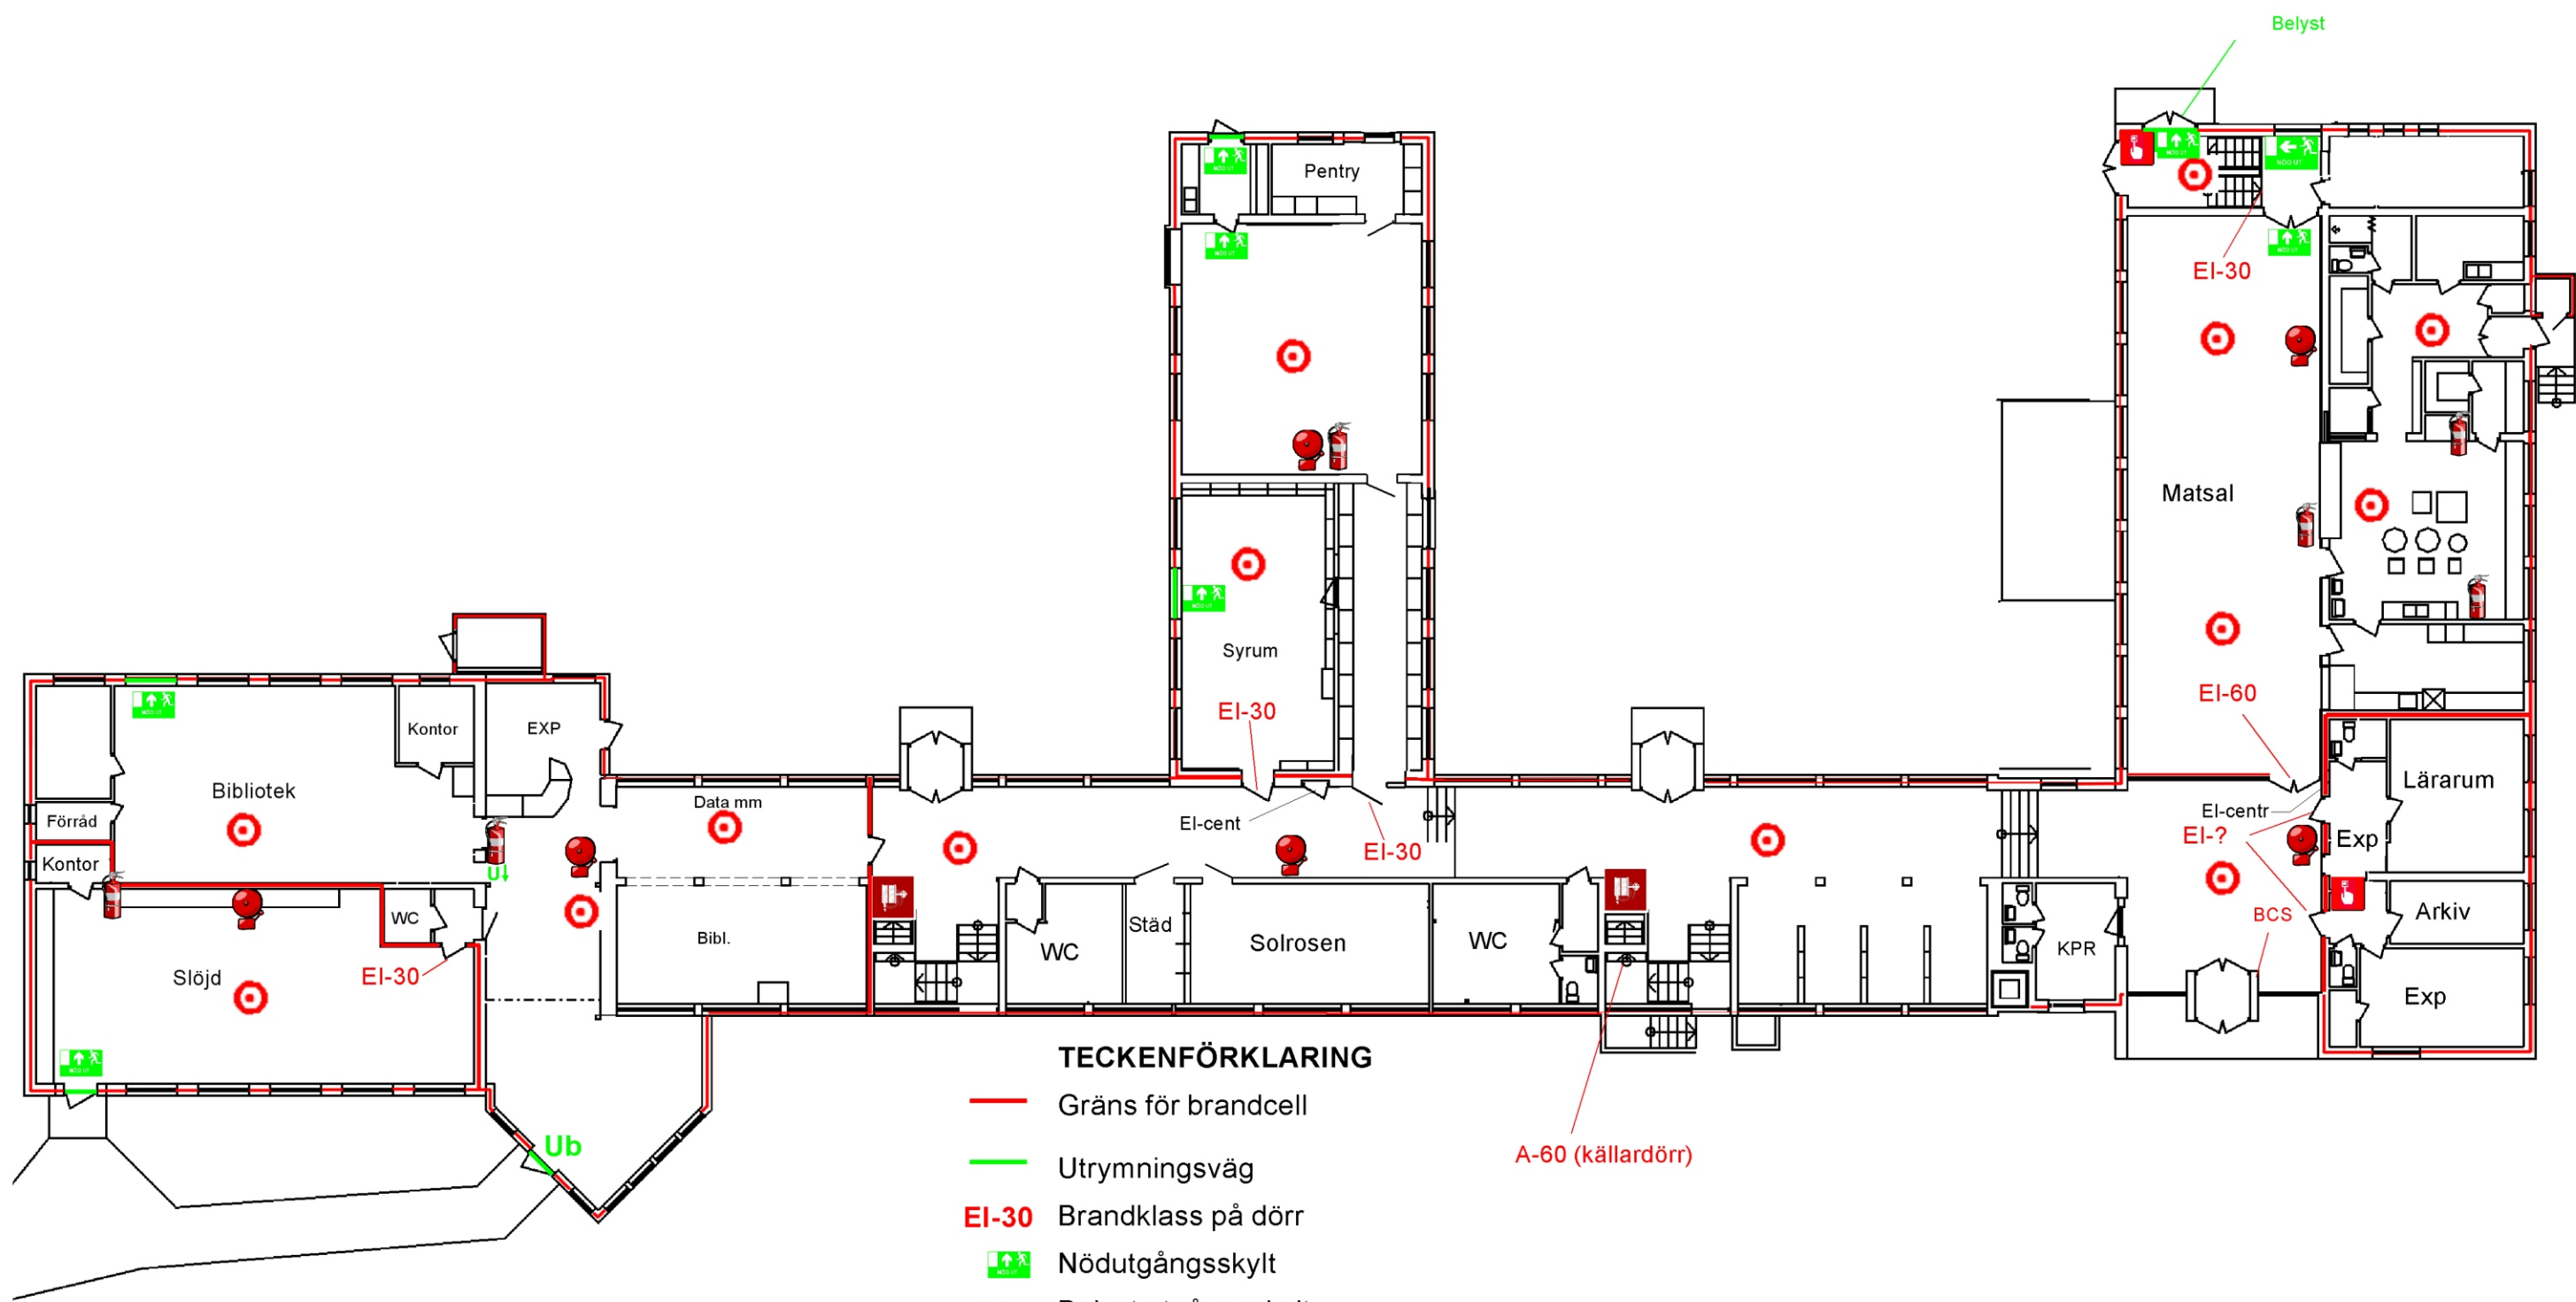 Belyst
Pentry
EI-30
Matsal
Syrum
EI-30
EI-60
Kontor
EXP
Bibliotek
Data mm
Lärarum
Förråd
El-cent
El-centr
EI-30
EI-?
Exp
Kontor
U
WC
Bibl.
Städ
WC
Solrosen
WC
KPR
BCS
Arkiv
Slöjd
EI-30
Exp
TECKENFÖRKLARING
Gräns för brandcell
Ub
A-60 (källardörr)
Utrymningsväg
EI-30 Brandklass på dörr
Nödutgångsskylt